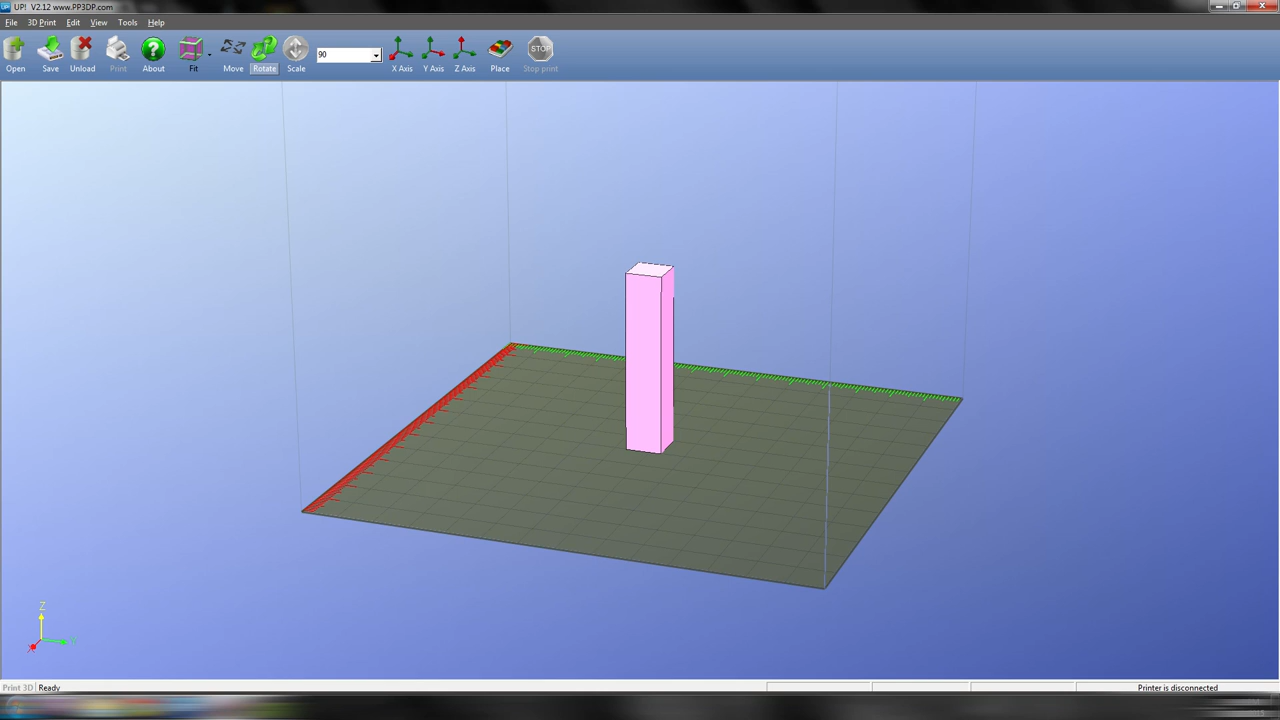 UP! V2.12 www.PP3DP.com
File 3D Print Edit View Tools Help
90
Open Save Unload Print About Fit Move Rotate Scale X Axis Y Axis Z Axis Place Stop print
STOP
Z
X
Print 3D Ready Printer is disconnected